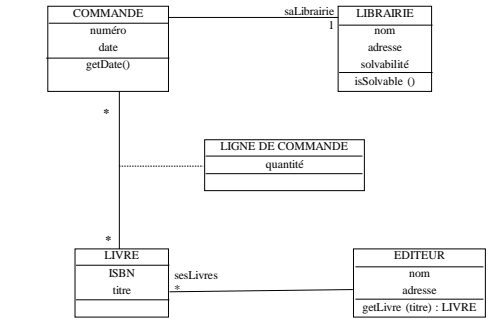 COMMANDE
numéro
date
getDate()
saLibrairie
1
LIBRAIRIE
nom
adresse
solvabilité
isSolvable ()
*
LIGNE DE COMMANDE
quantité
*
LIVRE
ISBN
titre
sesLivres
*
EDITEUR
nom
adresse
getLivre (titre) : LIVRE